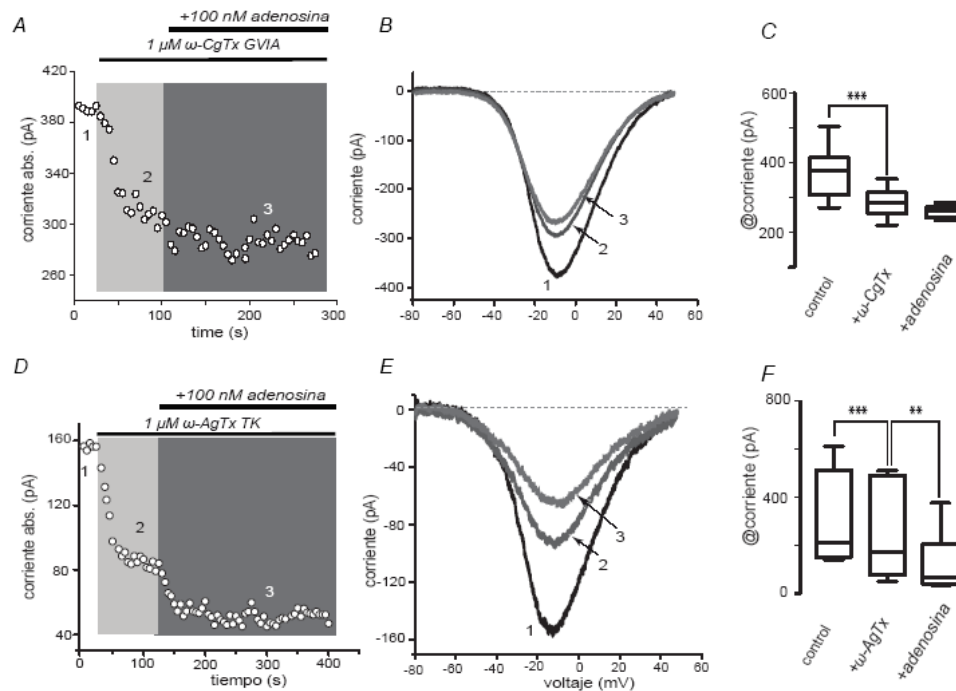 A
+100 nM adenosina
1 µM ω-CgTx GVIA
corriente abs. (pA)
420
380
340
300
260
1
2
3
0
100
200
300
time (s)
B
corriente (pA)
0
-100
-200
-300
-400
1
2
3
-80
-60
-40
-20
0
20
40
60
C
@corriente (pA)
600
400
200
***
control
+ω-CgTx
+adenosina
D
+100 nM adenosina
1 µM ω-AgTx TK
corriente abs. (pA)
160
120
80
40
1
2
3
0
100
200
300
400
tiempo (s)
E
corriente (pA)
0
-40
-80
-120
-160
1
2
3
-80
-60
-40
-20
0
20
40
60
voltaje (mV)
F
@corriente (pA)
800
400
0
***
**
control
+ω-AgTx
+adenosina